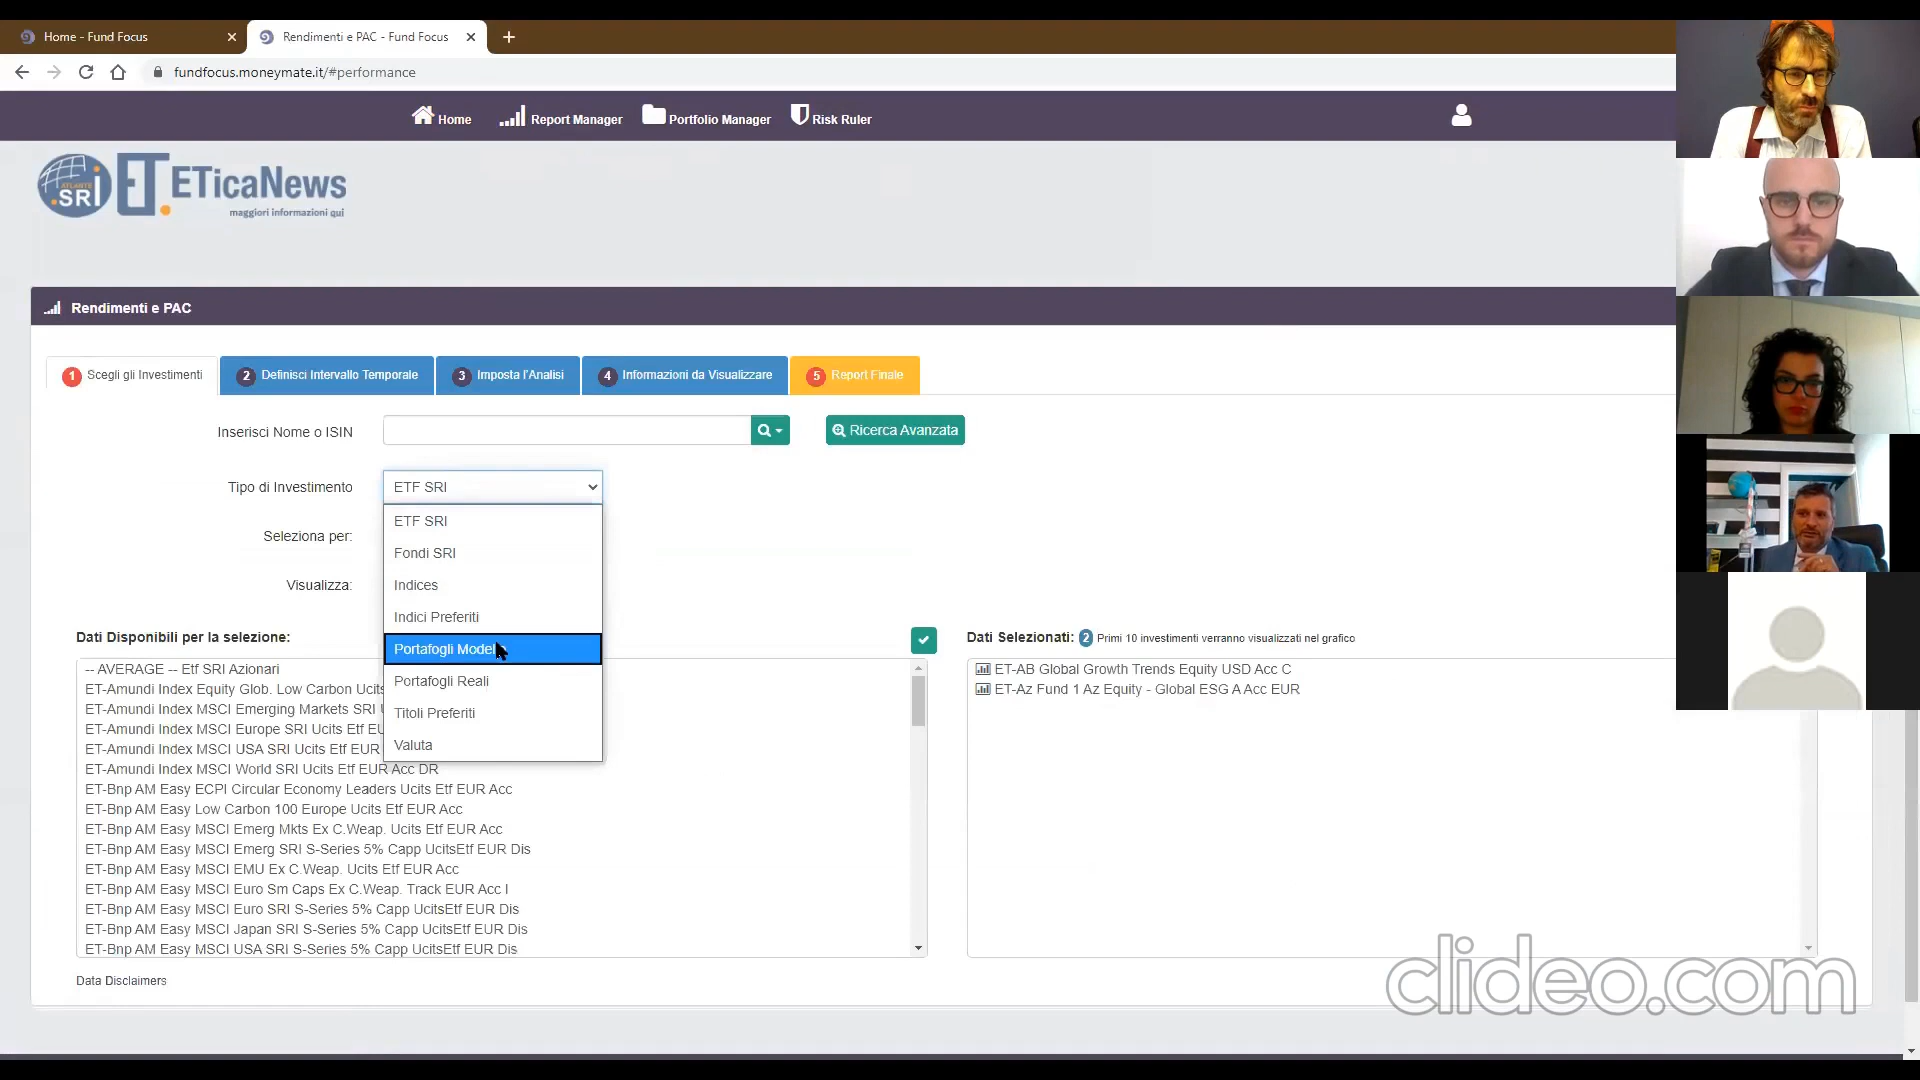 Home - Fund Focus
Rendimenti e PAC - Fund Focus
fundfocus.moneymate.it/#performance
Home
Report Manager
Portfolio Manager
Risk Ruler
ATLANTE
.SRI
ET.
ETicaNews
maggiori informazioni qui
Rendimenti e PAC
1 Scegli gli Investimenti
2 Definisci Intervallo Temporale
3 Imposta l'Analisi
4 Informazioni da Visualizzare
5 Report Finale
Inserisci Nome o ISIN
Ricerca Avanzata
Tipo di Investimento
ETF SRI
ETF SRI
Fondi SRI
Indices
Indici Preferiti
Portafogli Model
Portafogli Reali
Titoli Preferiti
Valuta
Seleziona per:
Visualizza:
Dati Disponibili per la selezione:
-- AVERAGE -- Etf SRI Azionari
ET-Amundi Index Equity Glob. Low Carbon Ucits
ET-Amundi Index MSCI Emerging Markets SRI
ET-Amundi Index MSCI Europe SRI Ucits Etf EU
ET-Amundi Index MSCI USA SRI Ucits Etf EUR
ET-Amundi Index MSCI World SRI Ucits Etf EUR Acc DR
ET-Bnp AM Easy ECPI Circular Economy Leaders Ucits Etf EUR Acc
ET-Bnp AM Easy Low Carbon 100 Europe Ucits Etf EUR Acc
ET-Bnp AM Easy MSCI Emerg Mkts Ex C.Weap. Ucits Etf EUR Acc
ET-Bnp AM Easy MSCI Emerg SRI S-Series 5% Capp UcitsEtf EUR Dis
ET-Bnp AM Easy MSCI EMU Ex C.Weap. Ucits Etf EUR Acc
ET-Bnp AM Easy MSCI Euro Sm Caps Ex C.Weap. Track EUR Acc I
ET-Bnp AM Easy MSCI Euro SRI S-Series 5% Capp UcitsEtf EUR Dis
ET-Bnp AM Easy MSCI Japan SRI S-Series 5% Capp UcitsEtf EUR Dis
ET-Bnp AM Easy MSCI USA SRI S-Series 5% Capp UcitsEtf EUR Dis
Dati Selezionati: 2 Primi 10 investimenti verranno visualizzati nel grafico
ET-AB Global Growth Trends Equity USD Acc C
ET-Az Fund 1 Az Equity - Global ESG A Acc EUR
Data Disclaimers
clideo.com